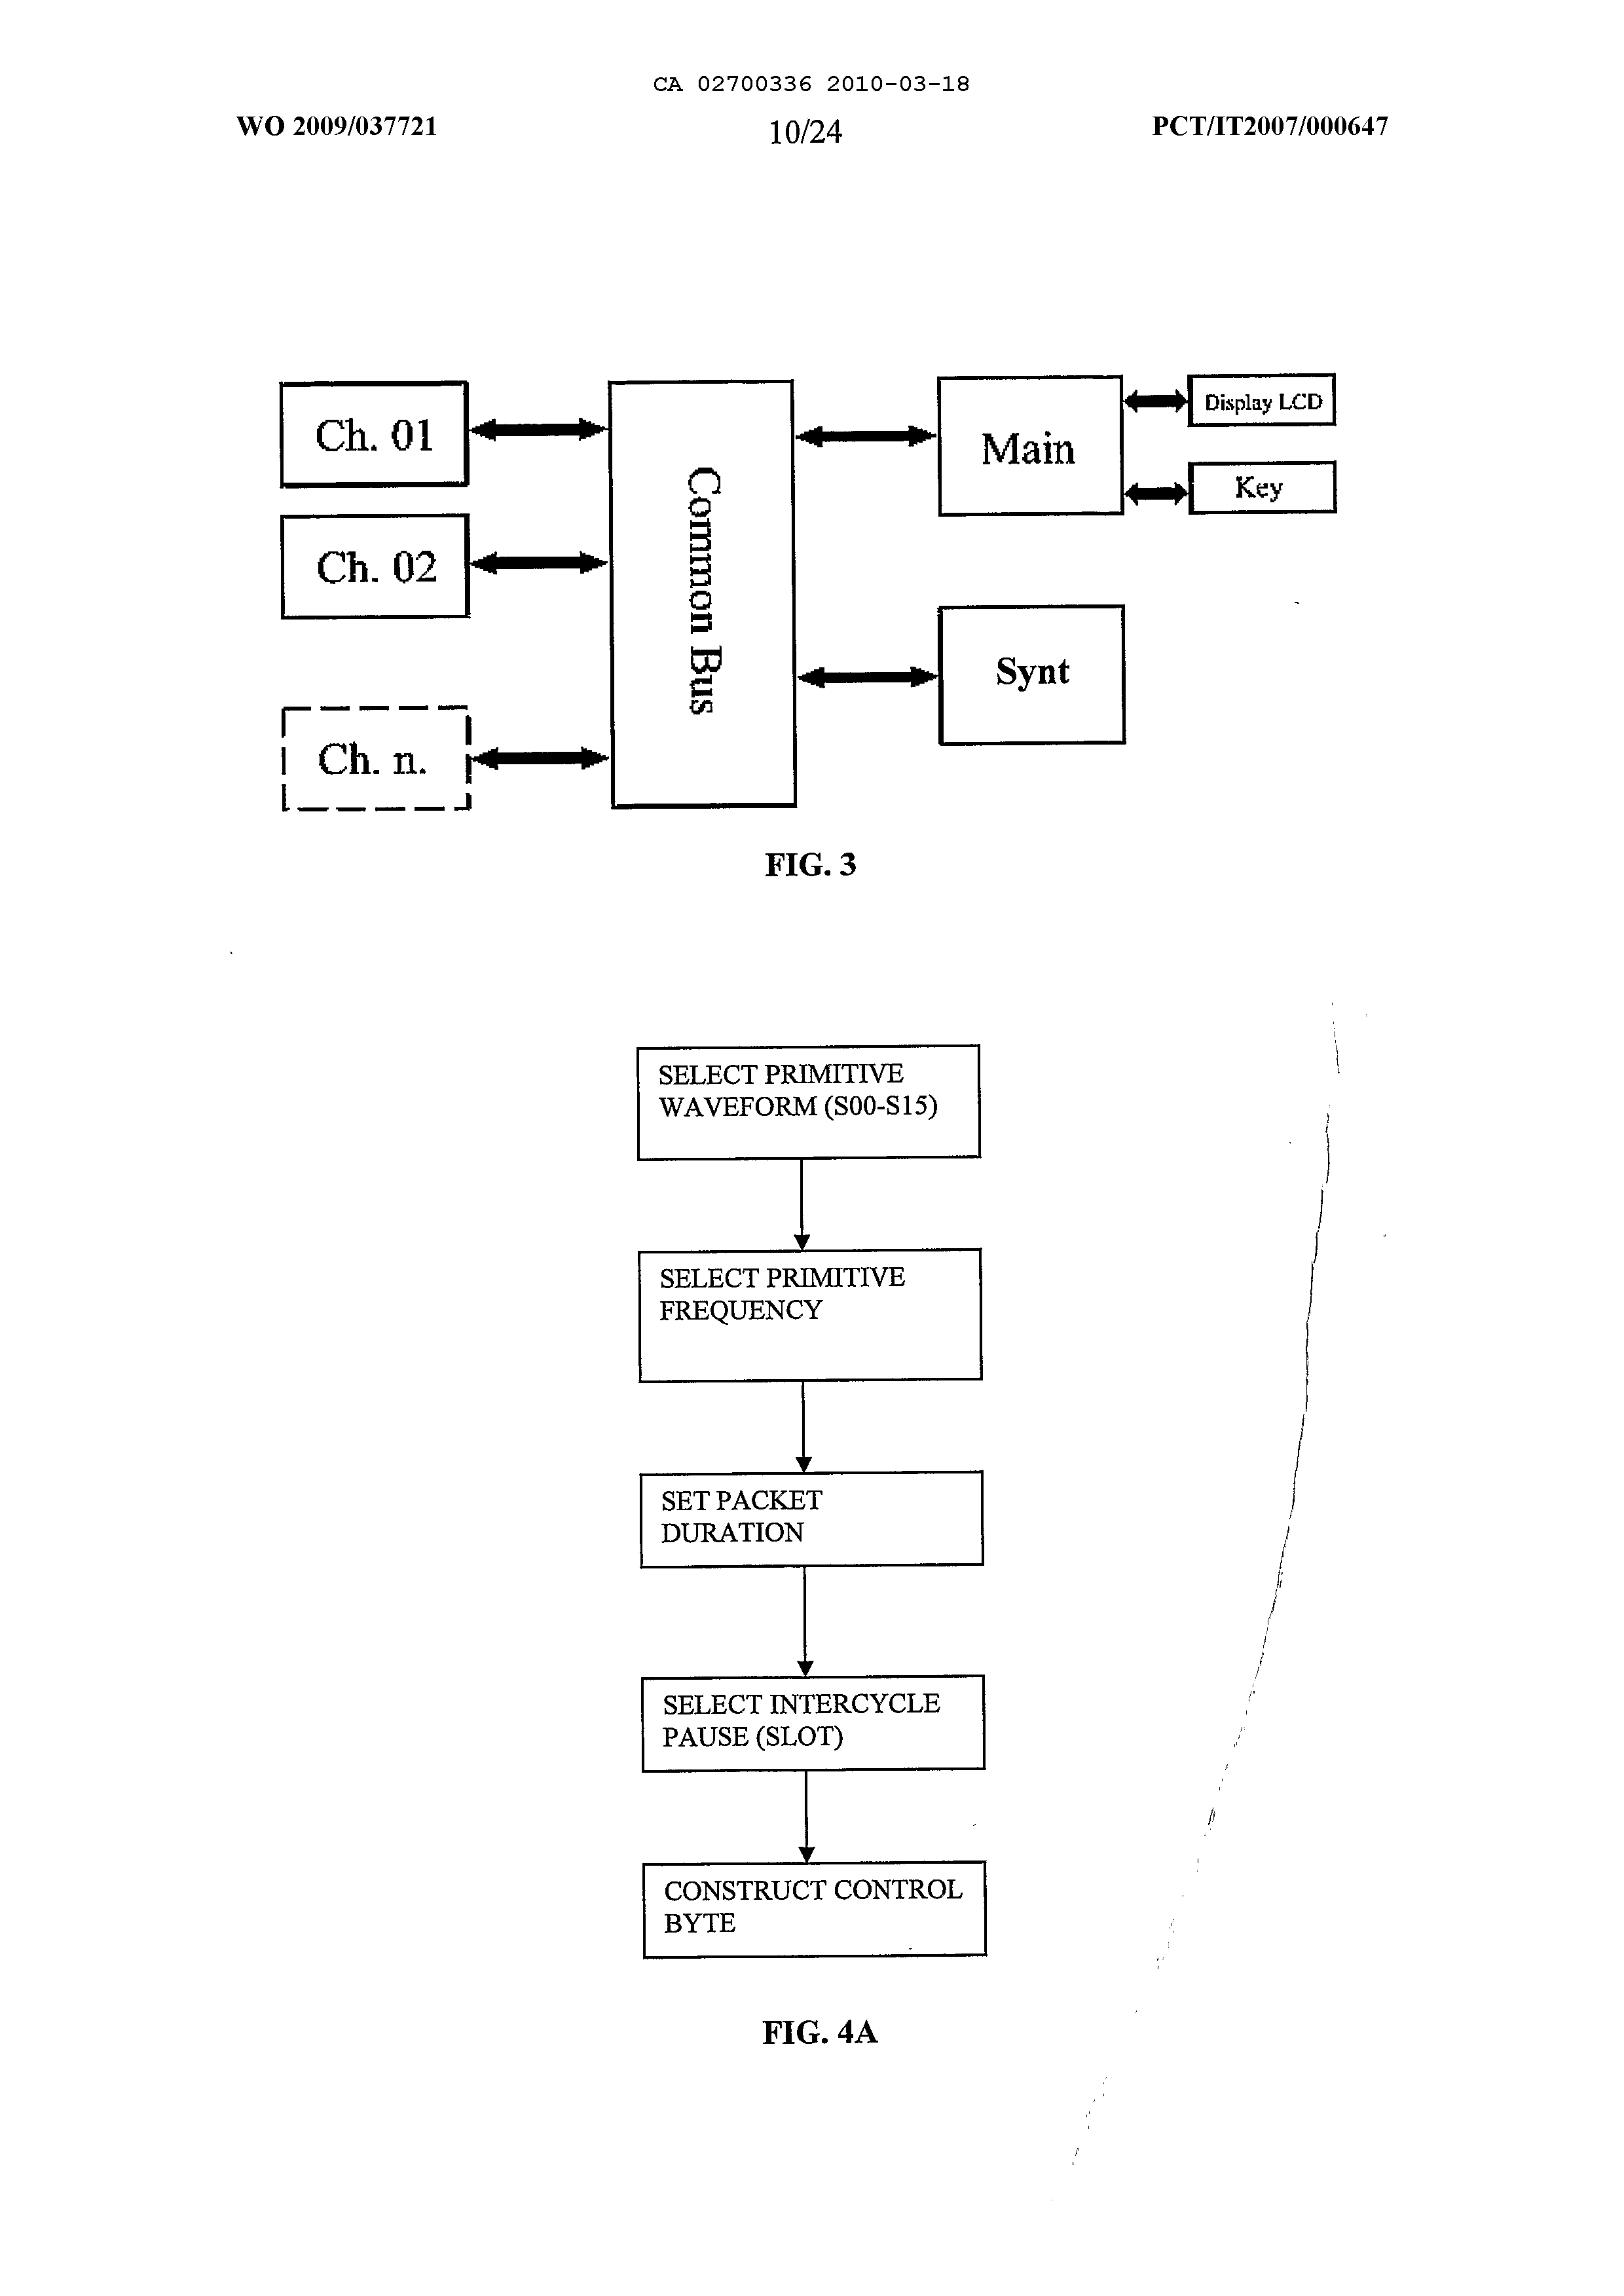 CA 02700336 2010-03-18
WO 2009/037721
10/24
PCT/IT2007/000647
Ch. 01
Ch. 02
Ch. n.
Common Bus
Main
Display LCD
Key
Synt
FIG. 3
SELECT PRIMITIVE
WAVEFORM (S00-S15)
SELECT PRIMITIVE
FREQUENCY
SET PACKET
DURATION
SELECT INTERCYCLE
PAUSE (SLOT)
CONSTRUCT CONTROL
BYTE
FIG. 4A